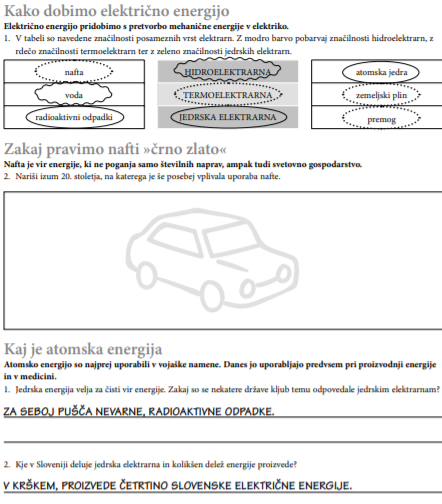 Kako dobimo električno energijo
Električno energijo pridobimo s pretvorbo mehanične energije v elektriko.
1. V tabeli so navedene značilnosti posameznih vrst elektrarn. Z modro barvo pobarvaj značilnosti hidroelektrarn, z
rdečo značilnosti termoelektrarn ter z zeleno značilnosti jedrskih elektrarn.
nafta HIDROELEKTRARNA atomska jedra
voda TERMOELEKTRARNA zemeljski plin
radioaktivni odpadki JEDRSKA ELEKTRARNA premog
Zakaj pravimo nafti »črno zlato«
Nafta je vir energije, ki ne poganja samo številnih naprav, ampak tudi svetovno gospodarstvo.
2. Nariši izum 20. stoletja, na katerega je še posebej vplivala uporaba nafte.
Kaj je atomska energija
Atomsko energijo so najprej uporabili v vojaške namene. Danes jo uporabljajo predvsem pri proizvodnji energije
in v medicini.
1. Jedrska energija velja za čisti vir energije. Zakaj so se nekatere države kljub temu odpovedale jedrskim elektrarnam?
ZA SEBOJ PUŠČA NEVARNE, RADIOAKTIVNE ODPADKE.
2. Kje v Sloveniji deluje jedrska elektrarna in kolikšen delež energije proizvede?
V KRŠKEM, PROIZVEDE ČETRTINO SLOVENSKE ELEKTRIČNE ENERGIJE.